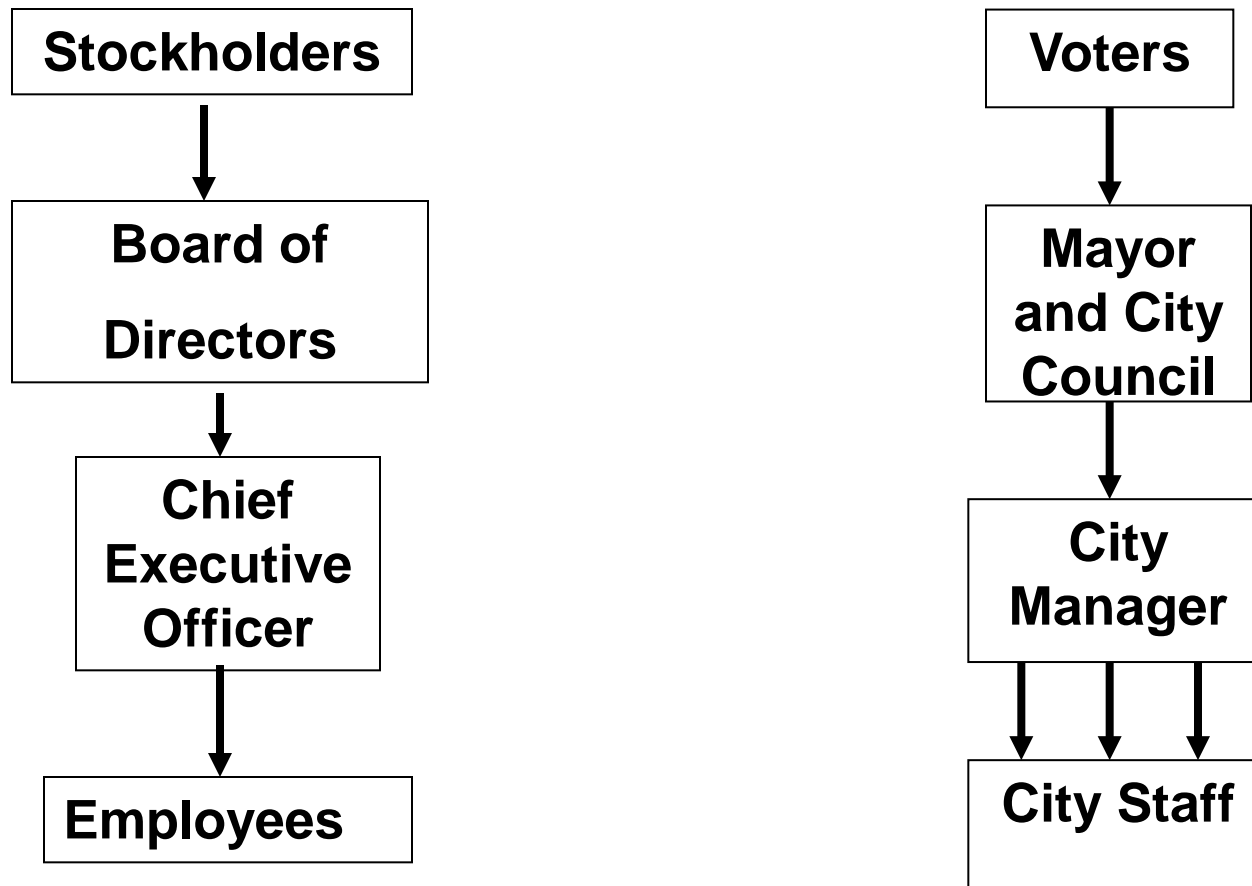 Stockholders
Board of
Directors
Chief
Executive
Officer
Employees
Voters
Mayor
and City
Council
City
Manager
City Staff